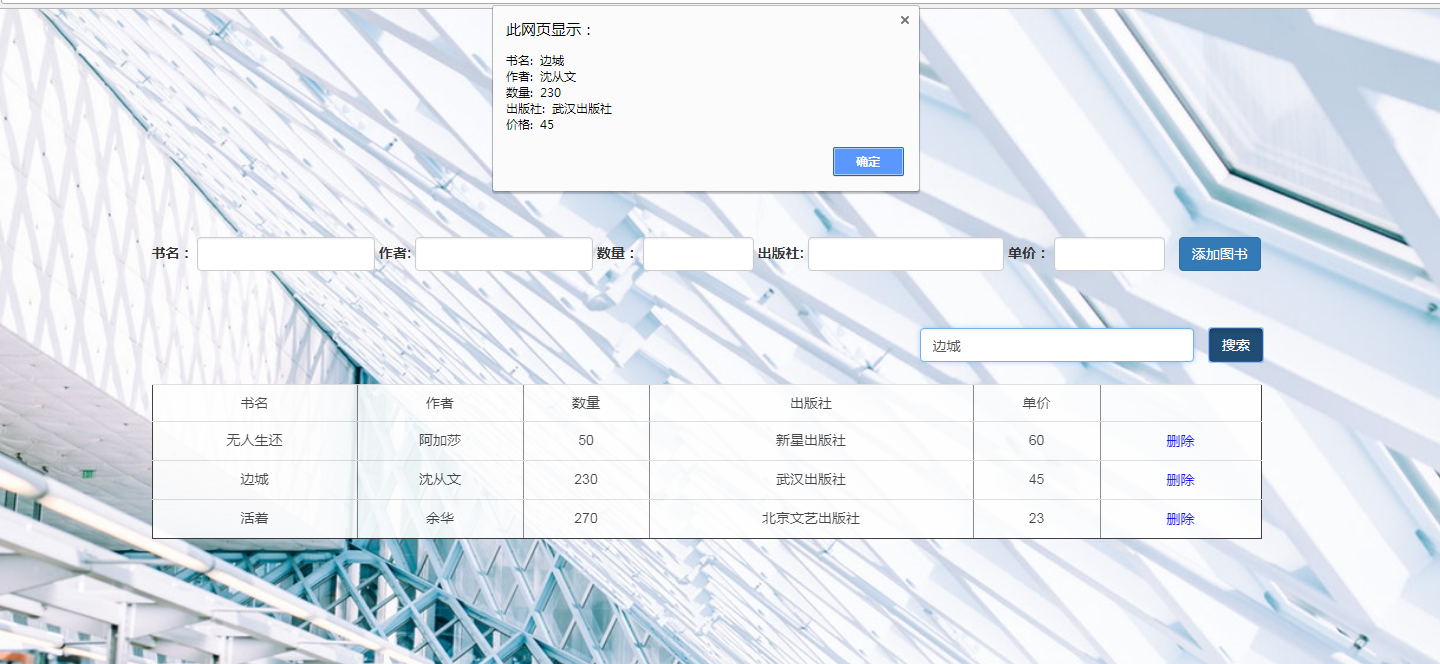 此网页显示：
书名: 边城
作者: 沈从文
数量: 230
出版社: 武汉出版社
价格: 45
确定
书名： 作者: 数量： 出版社: 单价： 添加图书
边城 搜索
书名 作者 数量 出版社 单价
无人生还 阿加莎 50 新星出版社 60 删除
边城 沈从文 230 武汉出版社 45 删除
活着 余华 270 北京文艺出版社 23 删除